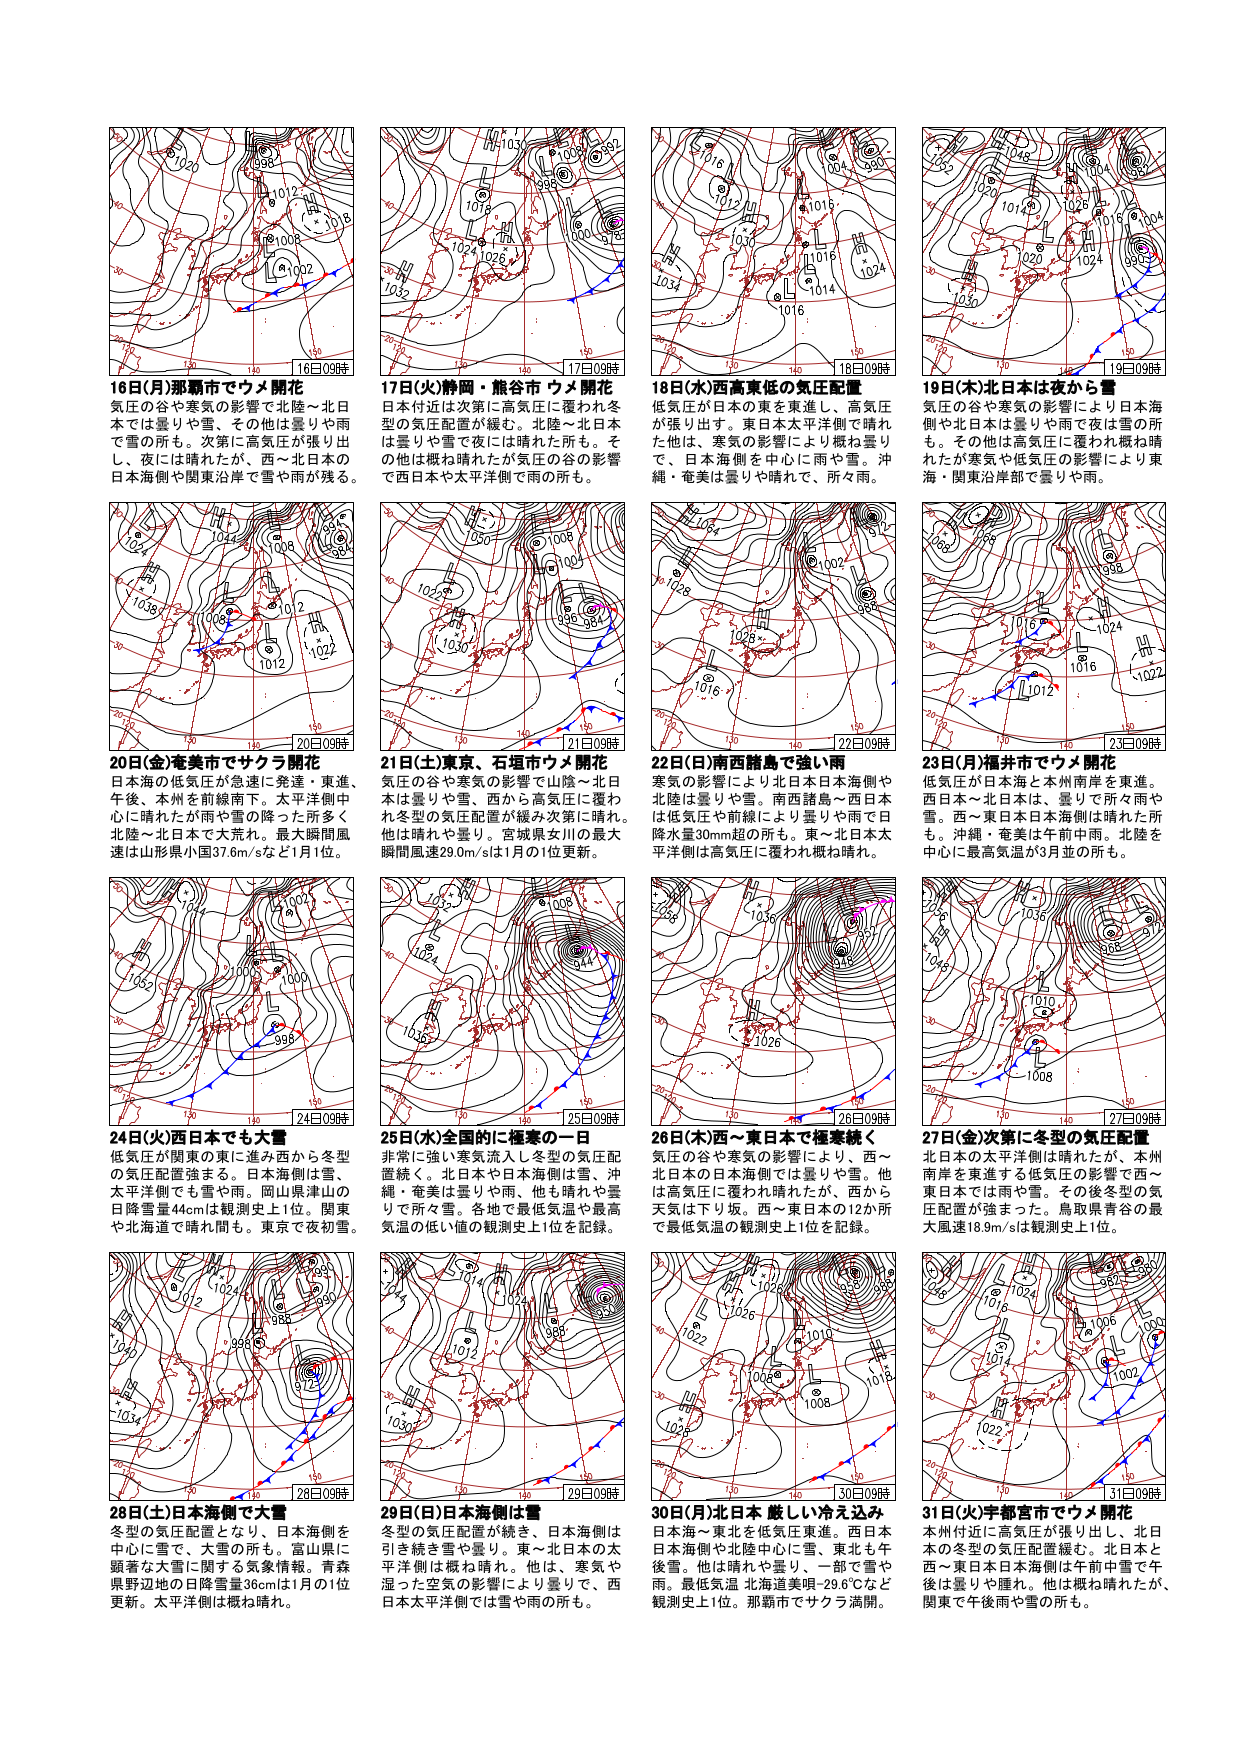 16日09時
17日09時
18日09時
19日09時
16日(月)那覇市でウメ開花
気圧の谷や寒気の影響で北陸～北日
本では曇りや雪、その他は曇りや雨
で雪の所も。次第に高気圧が張り出
し、夜には晴れたが、西～北日本の
日本海側や関東沿岸で雪や雨が残る。
17日(火)静岡・熊谷市 ウメ開花
日本付近は次第に高気圧に覆われ冬
型の気圧配置が緩む。北陸～北日本
は曇りや雪で夜には晴れた所も。そ
の他は概ね晴れたが気圧の谷の影響
で西日本や太平洋側で雨の所も。
18日(水)西高東低の気圧配置
低気圧が日本の東を東進し、高気圧
が張り出す。東日本太平洋側で晴れ
た他は、寒気の影響により概ね曇り
で、日本海側を中心に雨や雪。沖
縄・奄美は曇りや晴れで、所々雨。
19日(木)北日本は夜から雪
気圧の谷や寒気の影響により日本海
側や北日本は曇りや雨で夜は雪の所
も。その他は高気圧に覆われ概ね晴
れたが寒気や低気圧の影響により東
海・関東沿岸部で曇りや雨。
20日09時
21日09時
22日09時
23日09時
20日(金)奄美市でサクラ開花
日本海の低気圧が急速に発達・東進、
午後、本州を前線南下。太平洋側中
心に晴れたが雨や雪の降った所多く
北陸～北日本で大荒れ。最大瞬間風
速は山形県小国37.6m/sなど1月1位。
21日(土)東京、石垣市ウメ開花
気圧の谷や寒気の影響で山陰～北日
本は曇りや雪、西から高気圧に覆わ
れ冬型の気圧配置が緩み次第に晴れ。
他は晴れや曇り。宮城県女川の最大
瞬間風速29.0m/sは1月の1位更新。
22日(日)南西諸島で強い雨
寒気の影響により北日本日本海側や
北陸は曇りや雪。南西諸島～西日本
は低気圧や前線により曇りや雨で日
降水量30mm超の所も。東～北日本太
平洋側は高気圧に覆われ概ね晴れ。
23日(月)福井市でウメ開花
低気圧が日本海と本州南岸を東進。
西日本～北日本は、曇りで所々雨や
雪。西～東日本日本海側は晴れた所
も。沖縄・奄美は午前中雨。北陸を
中心に最高気温が3月並の所も。
24日09時
25日09時
26日09時
27日09時
24日(火)西日本でも大雪
低気圧が関東の東に進み西から冬型
の気圧配置強まる。日本海側は雪、
太平洋側でも雪や雨。岡山県津山の
日降雪量44cmは観測史上1位。関東
や北海道で晴れ間も。東京で夜初雪。
25日(水)全国的に極寒の一日
非常に強い寒気流入し冬型の気圧配
置続く。北日本や日本海側は雪、沖
縄・奄美は曇りや雨、他も晴れや曇
りで所々雪。各地で最低気温や最高
気温の低い値の観測史上1位を記録。
26日(木)西～東日本で極寒続く
気圧の谷や寒気の影響により、西～
北日本の日本海側では曇りや雪。他
は高気圧に覆われ晴れたが、西から
天気は下り坂。西～東日本の12か所
で最低気温の観測史上1位を記録。
27日(金)次第に冬型の気圧配置
北日本の太平洋側は晴れたが、本州
南岸を東進する低気圧の影響で西～
東日本では雨や雪。その後冬型の気
圧配置が強まった。鳥取県青谷の最
大風速18.9m/sは観測史上1位。
28日09時
29日09時
30日09時
31日09時
28日(土)日本海側で大雪
冬型の気圧配置となり、日本海側を
中心に雪で、大雪の所も。富山県に
顕著な大雪に関する気象情報。青森
県野辺地の日降雪量36cmは1月の1位
更新。太平洋側は概ね晴れ。
29日(日)日本海側は雪
冬型の気圧配置が続き、日本海側は
引き続き雪や曇り。東～北日本の太
平洋側は概ね晴れ。他は、寒気や
湿った空気の影響により曇りで、西
日本太平洋側では雪や雨の所も。
30日(月)北日本 厳しい冷え込み
日本海～東北を低気圧東進。西日本
日本海側や北陸中心に雪、東北も午
後雪。他は晴れや曇り、一部で雪や
雨。最低気温 北海道美唄-29.6℃など
観測史上1位。那覇市でサクラ満開。
31日(火)宇都宮市でウメ開花
本州付近に高気圧が張り出し、北日
本の冬型の気圧配置緩む。北日本と
西～東日本日本海側は午前中雪で午
後は曇りや晴れ。他は概ね晴れたが、
関東で午後雨や雪の所も。